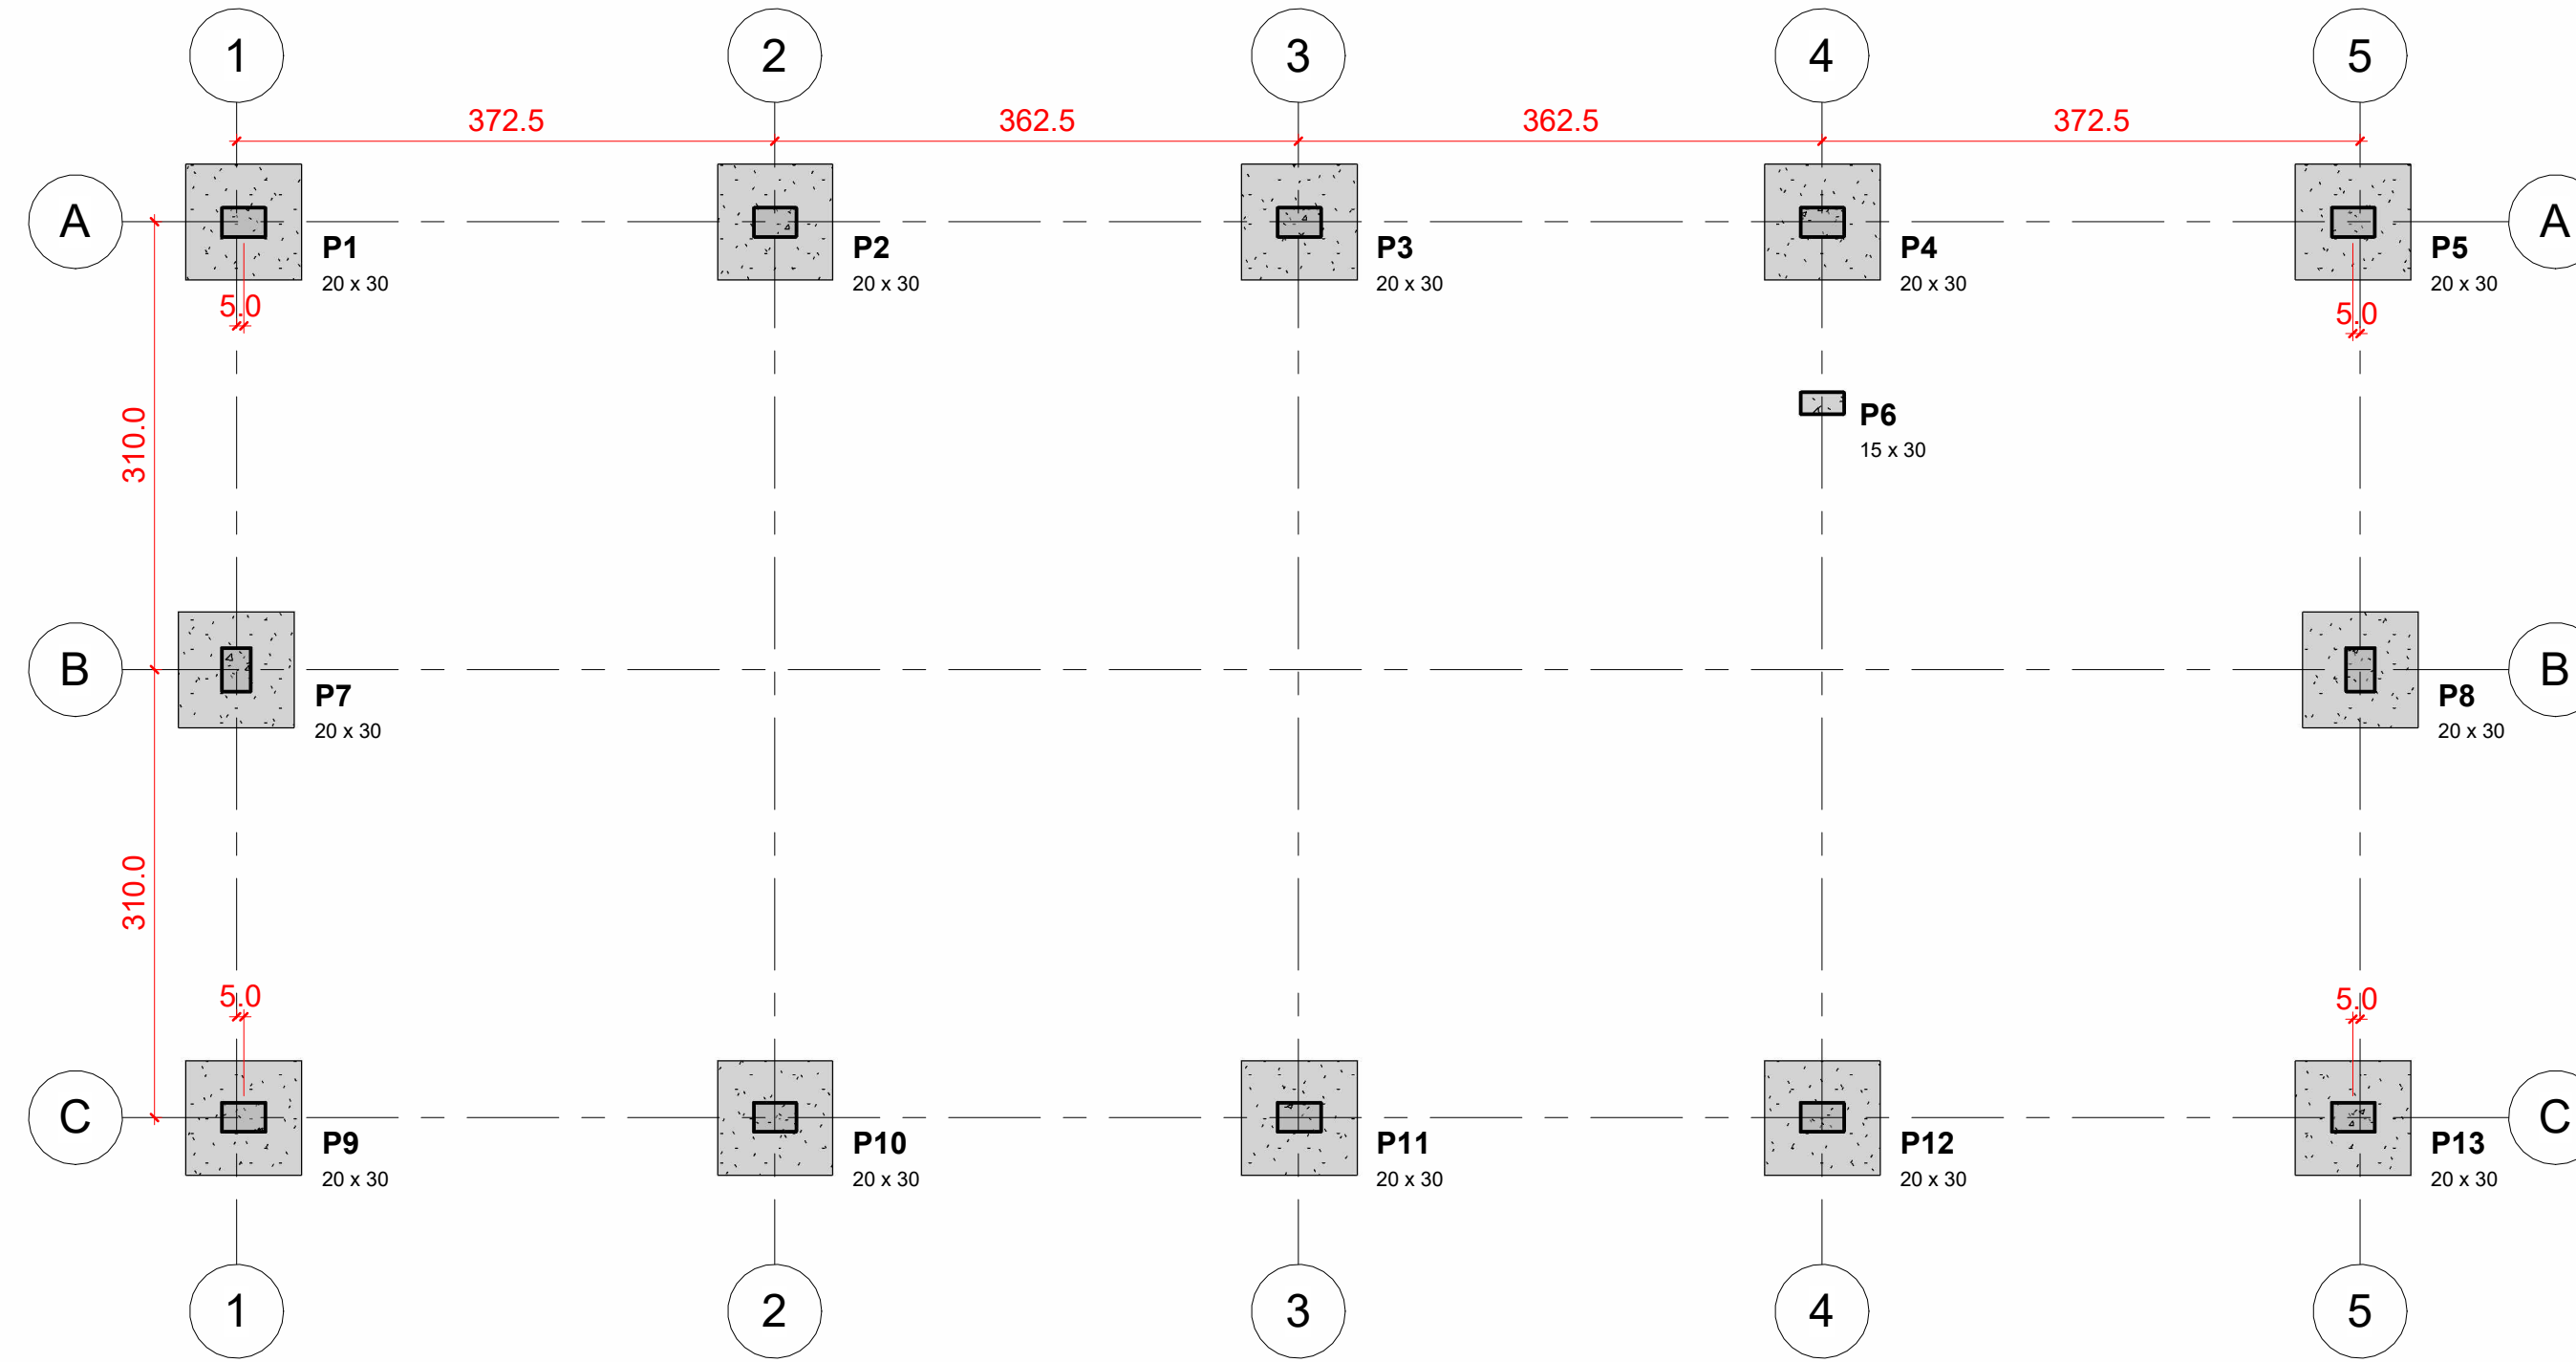 1 2 3 4 5
372.5 362.5 362.5 372.5
A A
P1 P2 P3 P4 P5
20 x 30 20 x 30 20 x 30 20 x 30 20 x 30
5.0 5.0
310.0
P6
15 x 30
B B
P7 P8
20 x 30 20 x 30
310.0
5.0 5.0
C C
P9 P10 P11 P12 P13
20 x 30 20 x 30 20 x 30 20 x 30 20 x 30
1 2 3 4 5